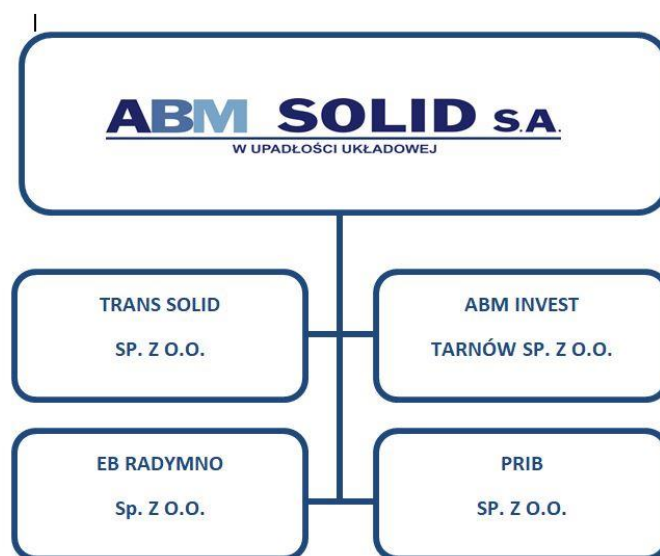 ABM SOLID S.A.
W UPADŁOŚCI UKŁADOWEJ
TRANS SOLID
SP. Z O.O.
ABM INVEST
TARNÓW SP. Z O.O.
EB RADYMNO
Sp. Z O.O.
PRIB
SP. Z O.O.